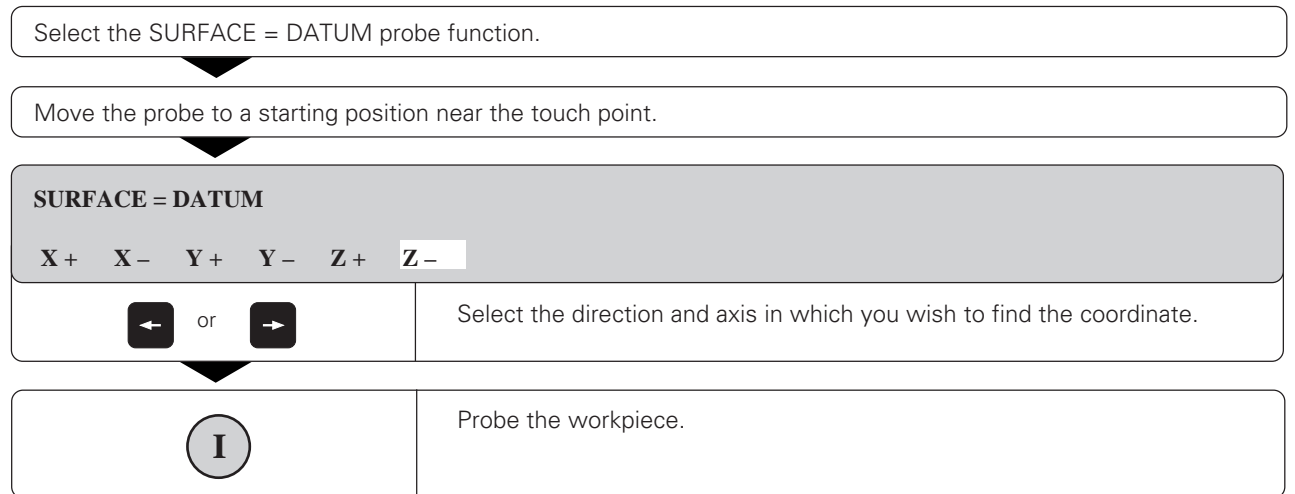 Select the SURFACE = DATUM probe function.
Move the probe to a starting position near the touch point.
SURFACE = DATUM
X + X – Y + Y – Z + Z –
← or →
Select the direction and axis in which you wish to find the coordinate.
I
Probe the workpiece.